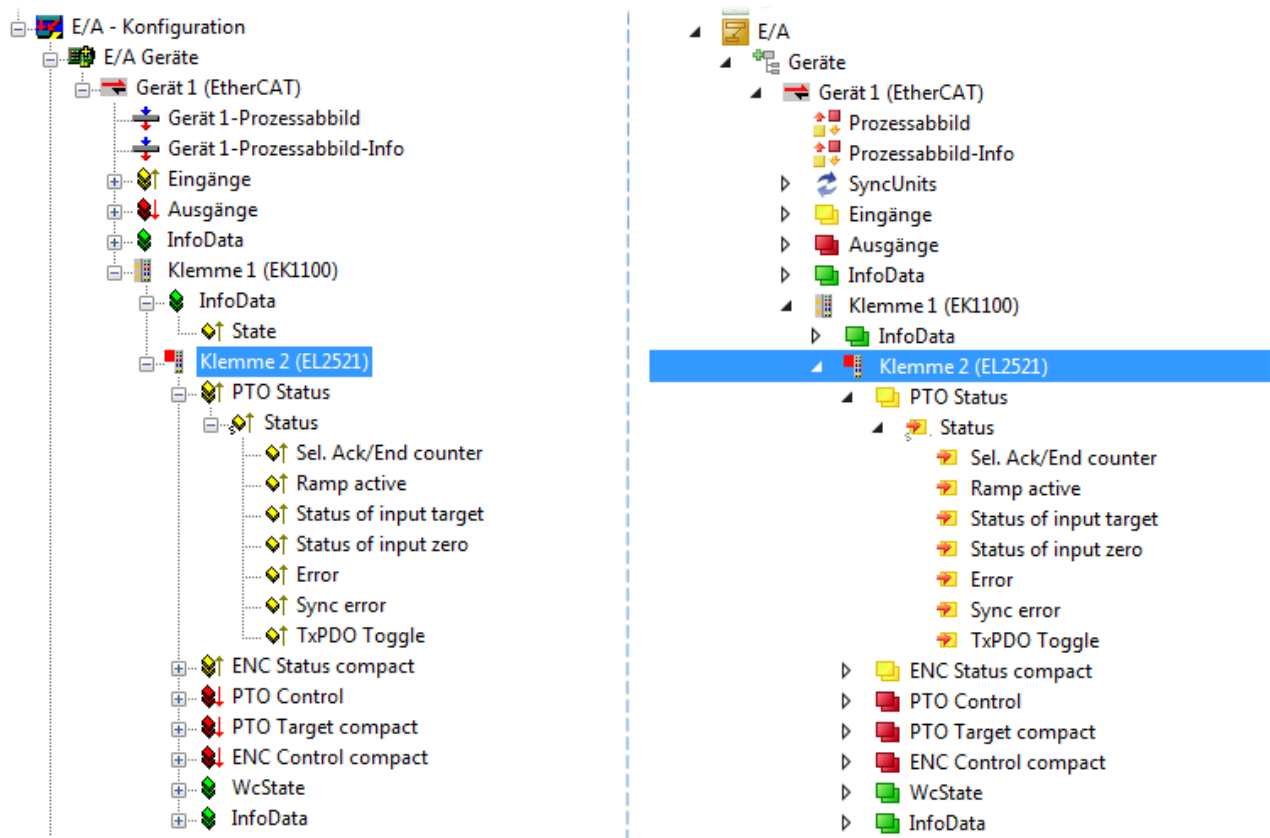 E/A - Konfiguration
E/A Geräte
Gerät 1 (EtherCAT)
Gerät 1-Prozessabbild
Gerät 1-Prozessabbild-Info
Eingänge
Ausgänge
InfoData
Klemme 1 (EK1100)
InfoData
State
Klemme 2 (EL2521)
PTO Status
Status
Sel. Ack/End counter
Ramp active
Status of input target
Status of input zero
Error
Sync error
TxPDO Toggle
ENC Status compact
PTO Control
PTO Target compact
ENC Control compact
WcState
InfoData
E/A
Geräte
Gerät 1 (EtherCAT)
Prozessabbild
Prozessabbild-Info
SyncUnits
Eingänge
Ausgänge
InfoData
Klemme 1 (EK1100)
InfoData
Klemme 2 (EL2521)
PTO Status
Status
Sel. Ack/End counter
Ramp active
Status of input target
Status of input zero
Error
Sync error
TxPDO Toggle
ENC Status compact
PTO Control
PTO Target compact
ENC Control compact
WcState
InfoData